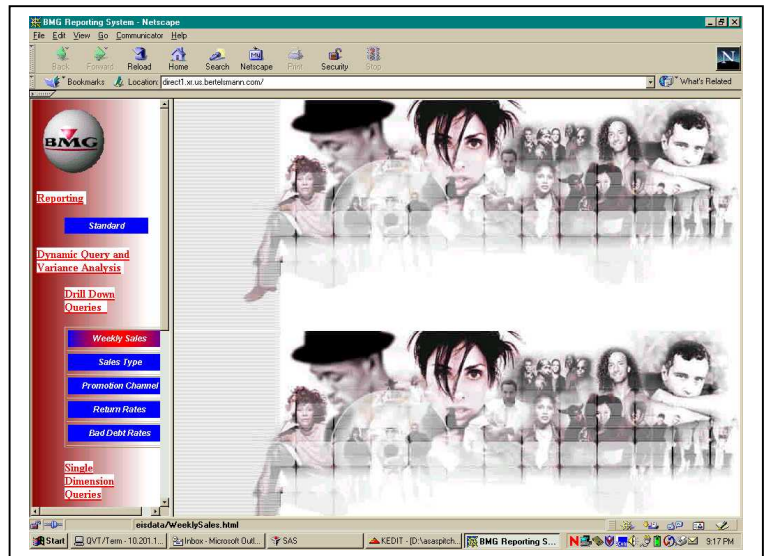 BMG Reporting System - Netscape
File Edit View Go Communicator Help
Back Forward Reload Home Search Netscape Print Security Stop
N
Bookmarks Location: direct1.xr.us.bertelsmann.com/ What's Related
BMG
Reporting
Standard
Dynamic Query and
Variance Analysis
Drill Down
Queries
Weekly Sales
Sales Type
Promotion Channel
Return Rates
Bad Debt Rates
Single
Dimension
Queries
eisdata/WeeklySales.html
Start QVT/Term - 10.201.1... Inbox - Microsoft Outl... SAS KEDIT - [D:\asaspitch... BMG Reporting S... 9:17 PM